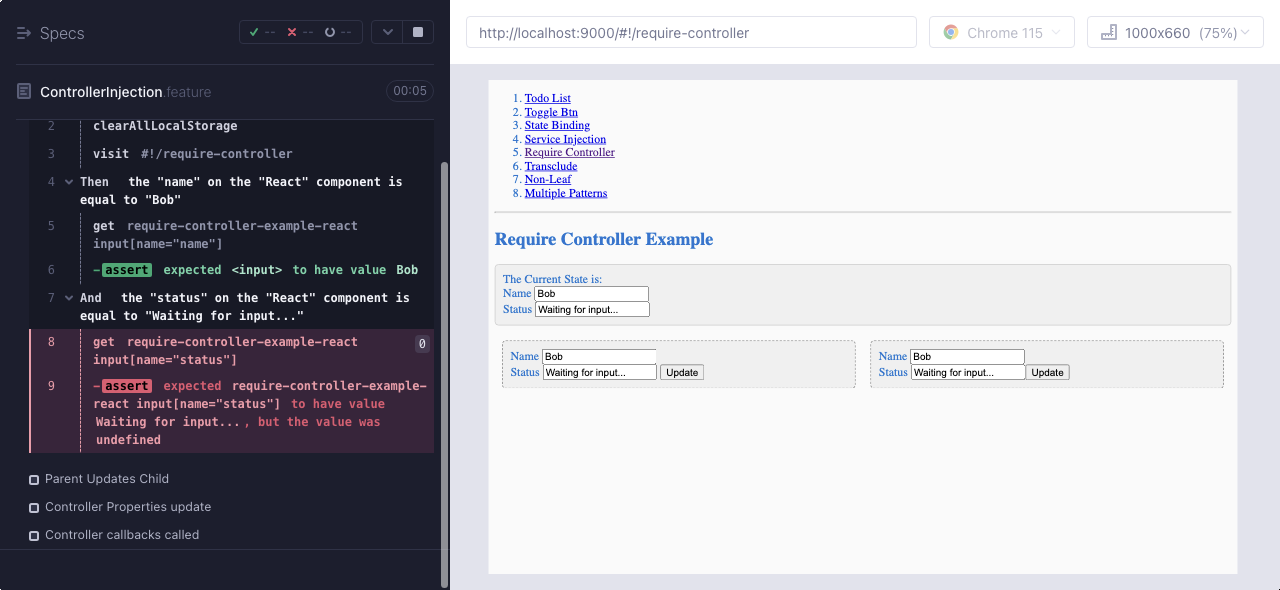 Specs
-- -- --
http://localhost:9000/#!/require-controller
Chrome 115
1000x660 (75%)
ControllerInjection.feature
00:05
2 clearAllLocalStorage
3 visit #!/require-controller
4 Then the "name" on the "React" component is
equal to "Bob"
5 get require-controller-example-react
input[name="name"]
6 -assert expected <input> to have value Bob
7 And the "status" on the "React" component is
equal to "Waiting for input..."
8 get require-controller-example-react 0
input[name="status"]
9 -assert expected require-controller-example-
react input[name="status"] to have value
Waiting for input..., but the value was
undefined
Parent Updates Child
Controller Properties update
Controller callbacks called
1. Todo List
2. Toggle Btn
3. State Binding
4. Service Injection
5. Require Controller
6. Transclude
7. Non-Leaf
8. Multiple Patterns
Require Controller Example
The Current State is:
Name Bob
Status Waiting for input...
Name Bob
Status Waiting for input... Update
Name Bob
Status Waiting for input... Update